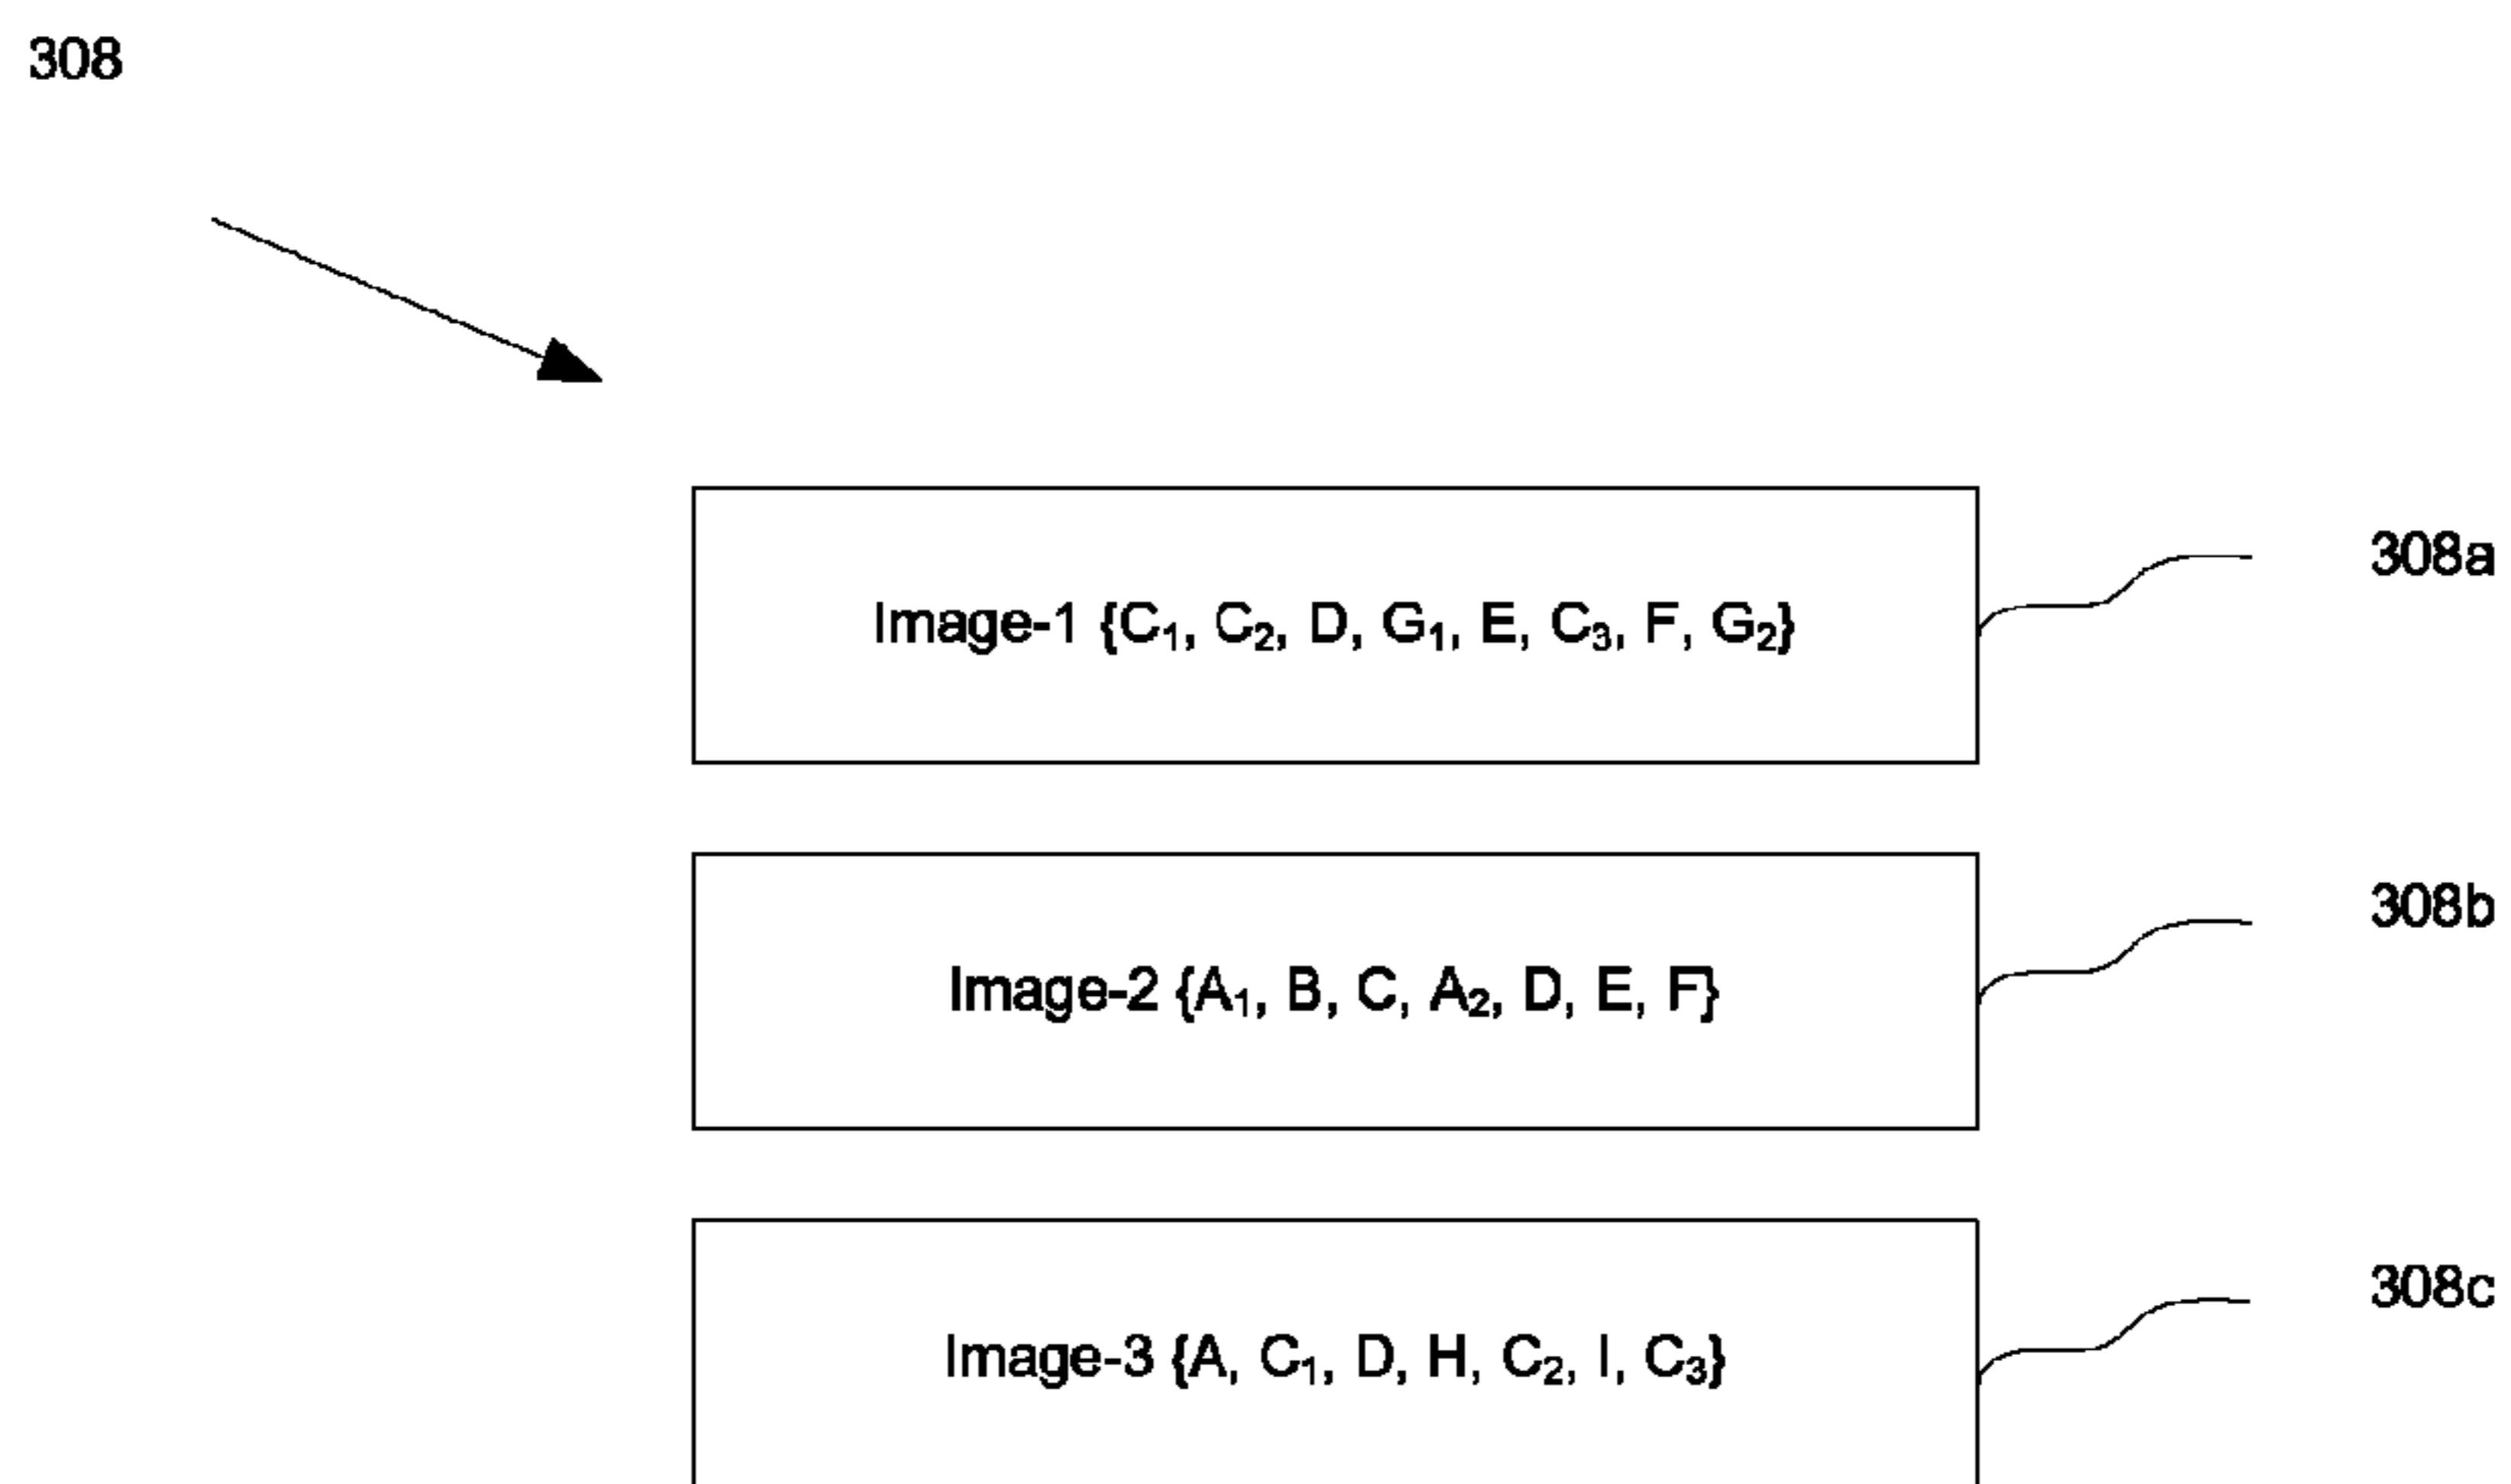 308
308a
Image-1 {C₁, C₂, D, G₁, E, C₃, F, G₂}
308b
Image-2 {A₁, B, C, A₂, D, E, F}
308c
Image-3 {A, C₁, D, H, C₂, I, C₃}